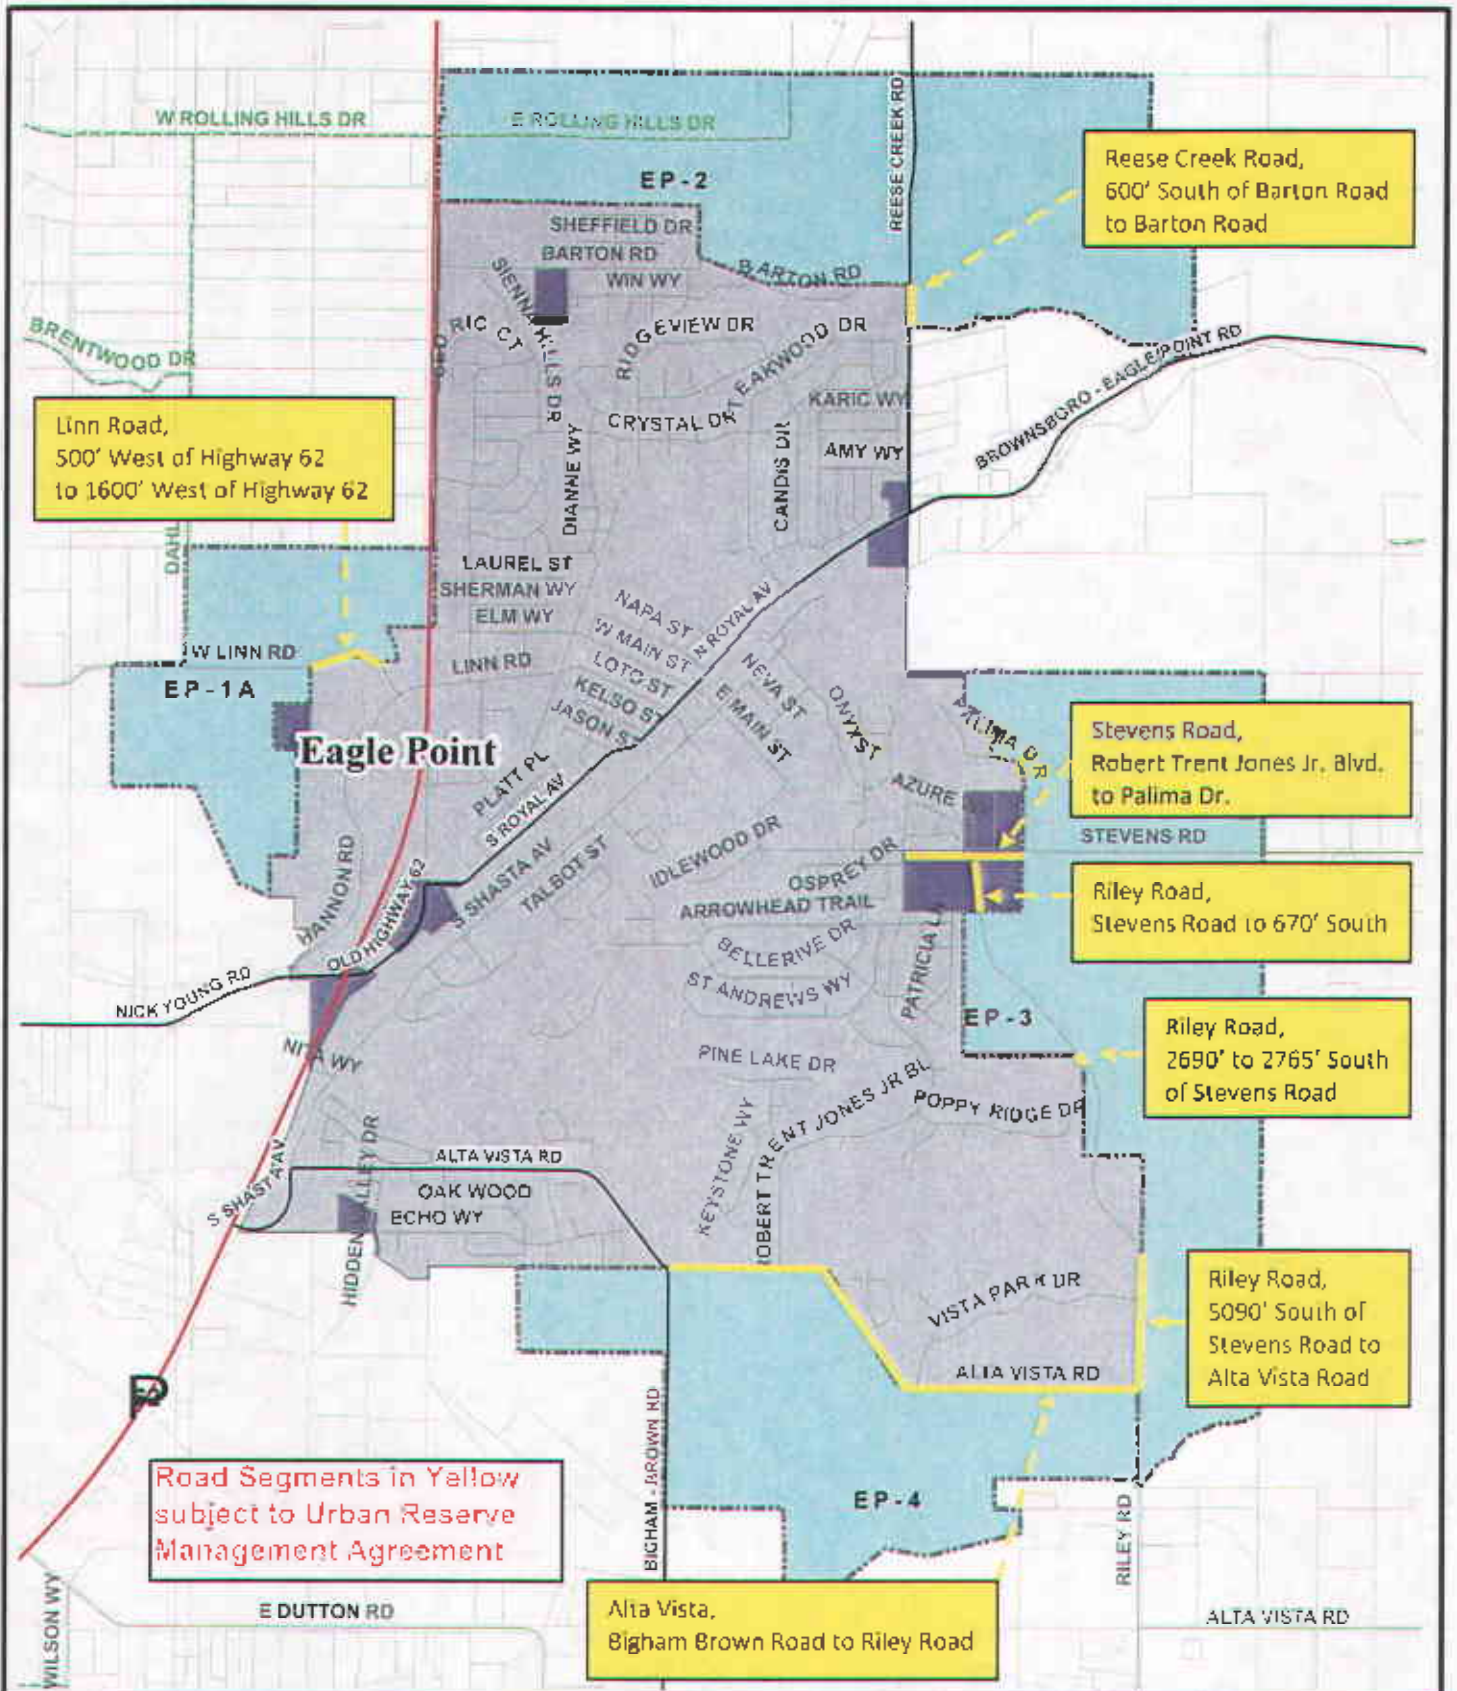 W ROLLING HILLS DR
E ROLLING HILLS DR
REESE CREEK RD
Reese Creek Road,
600' South of Barton Road
to Barton Road
EP-2
SHEFFIELD DR
BARTON RD
BARTON RD
WIN WY
SIENNA HILLS DR
RIDGEVIEW DR
TEAKWOOD DR
BRENTWOOD DR
BROWNSBORO - EAGLE POINT RD
KARIC WY
CRYSTAL DR
AMY WY
CANDIS DR
DIANNE WY
Linn Road,
500' West of Highway 62
to 1600' West of Highway 62
LAUREL ST
SHERMAN WY
ELM WY
NAPA ST
W MAIN ST
N ROYAL AV
W LINN RD
LINN RD
LOTO ST
KELSO ST
JASON ST
NEVA ST
E MAIN ST
ONYX ST
EP-1A
PALIMA DR
Eagle Point
Stevens Road,
Robert Trent Jones Jr. Blvd.
to Palima Dr.
PLATT PL
S ROYAL AV
AZURE
STEVENS RD
IDLEWOOD DR
OSPREY DR
S SHASTA AV
TALBOT ST
HANNON RD
OLD HIGHWAY 62
ARROWHEAD TRAIL
Riley Road,
Stevens Road to 670' South
BELLERIVE DR
PATRICIA LN
ST ANDREWS WY
NICK YOUNG RD
EP-3
Riley Road,
2690' to 2765' South
of Stevens Road
NITA WY
PINE LAKE DR
ROBERT TRENT JONES JR BL
POPPY RIDGE DR
KEYSTONE WY
ALTA VISTA RD
S SHASTA AV
HIDDEN VALLEY DR
OAK WOOD
ECHO WY
VISTA PARK DR
Riley Road,
5090' South of
Stevens Road to
Alta Vista Road
ALTA VISTA RD
BIGHAM - BROWN RD
Road Segments in Yellow
subject to Urban Reserve
Management Agreement
EP-4
RILEY RD
WILSON WY
E DUTTON RD
Alta Vista,
Bigham Brown Road to Riley Road
ALTA VISTA RD